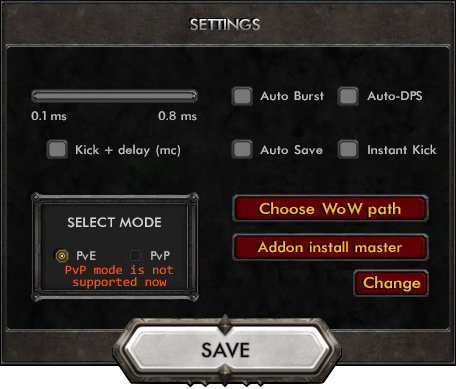 SETTINGS
Auto Burst
Auto-DPS
0.1 ms
0.8 ms
Kick + delay (mc)
Auto Save
Instant Kick
SELECT MODE
PvE
PvP
PvP mode is not
supported now
Choose WoW path
Addon install master
Change
SAVE